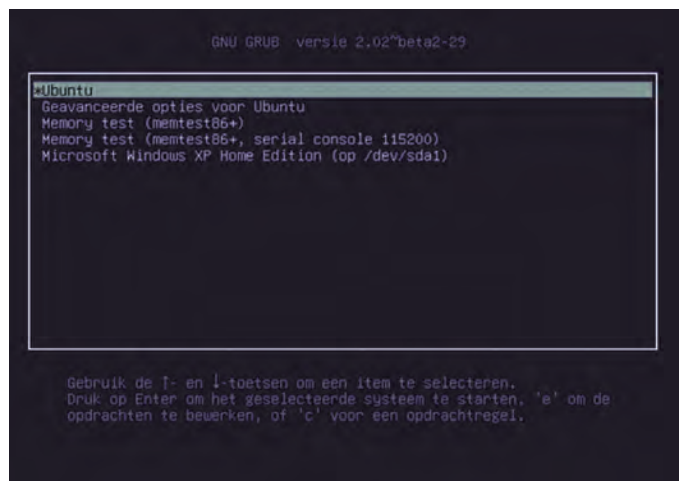 GNU GRUB versie 2.02~beta2-29
*Ubuntu
Geavanceerde opties voor Ubuntu
Memory test (memtest86+)
Memory test (memtest86+, serial console 115200)
Microsoft Windows XP Home Edition (op /dev/sda1)
Gebruik de ↑- en ↓-toetsen om een item te selecteren.
Druk op Enter om het geselecteerde systeem te starten, 'e' om de
opdrachten te bewerken, of 'c' voor een opdrachtregel.